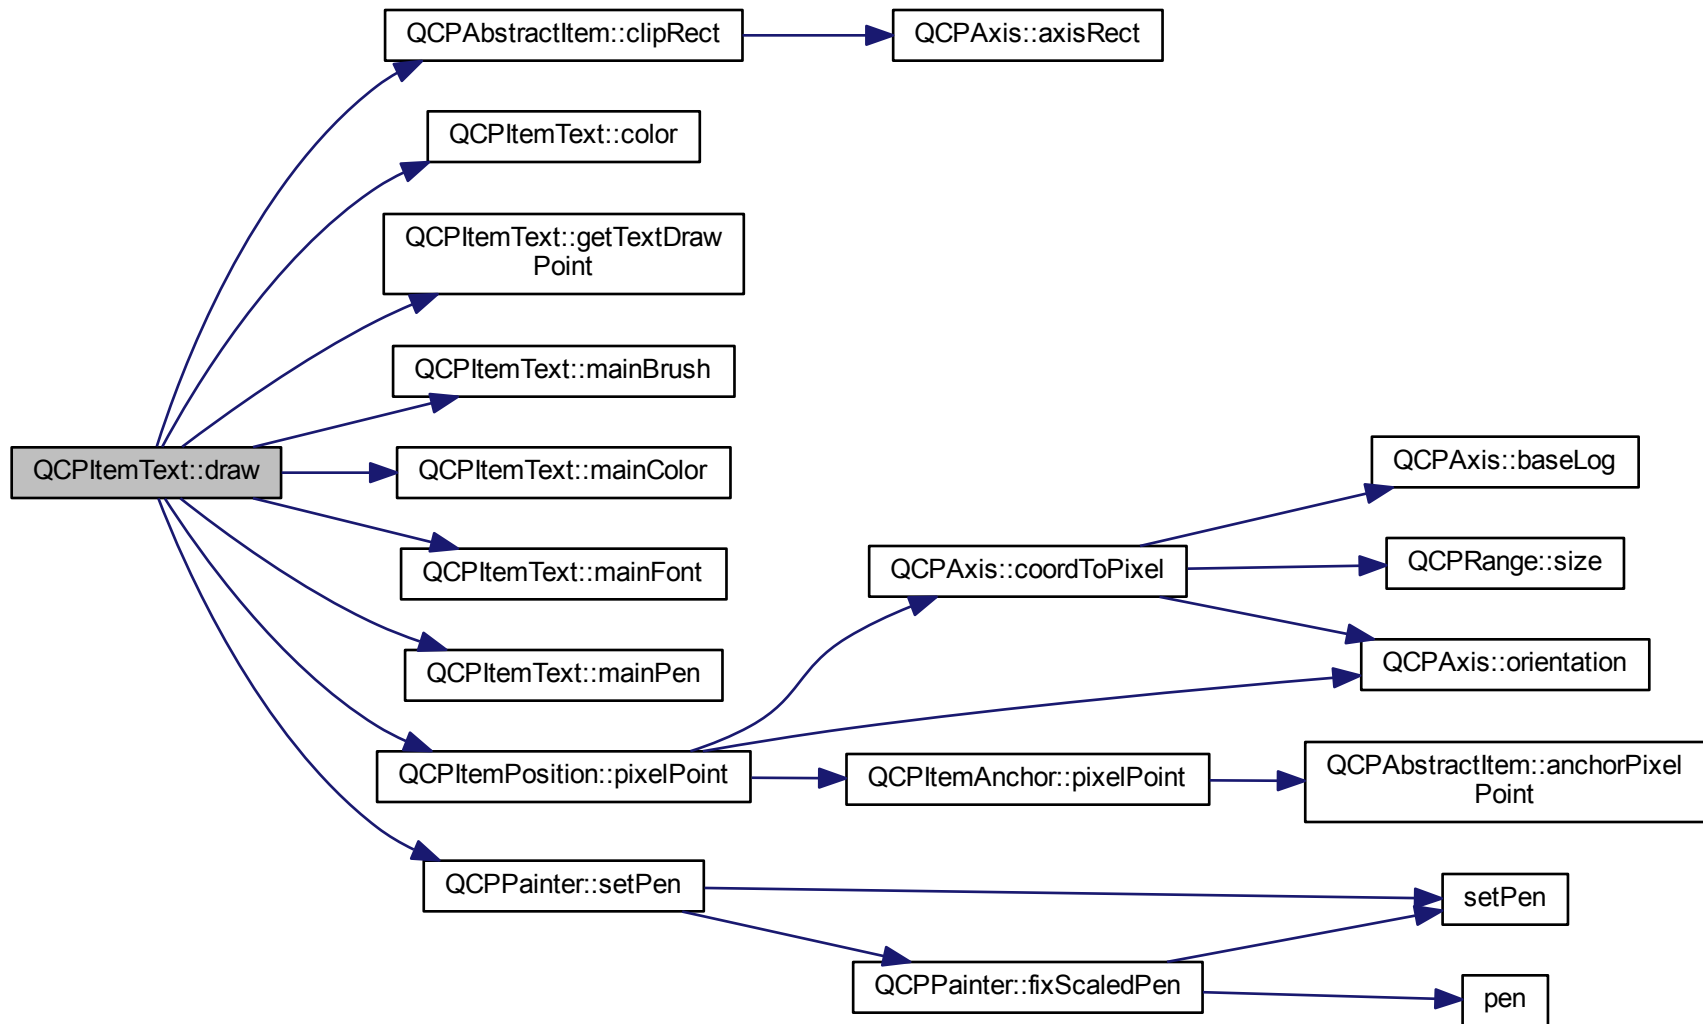 QCPAbstractItem::clipRect
QCPAxis::axisRect
QCPItemText::color
QCPItemText::getTextDraw
Point
QCPItemText::mainBrush
QCPItemText::draw
QCPItemText::mainColor
QCPAxis::baseLog
QCPItemText::mainFont
QCPAxis::coordToPixel
QCPRange::size
QCPItemText::mainPen
QCPAxis::orientation
QCPItemPosition::pixelPoint
QCPItemAnchor::pixelPoint
QCPAbstractItem::anchorPixel
Point
QCPPainter::setPen
setPen
QCPPainter::fixScaledPen
pen